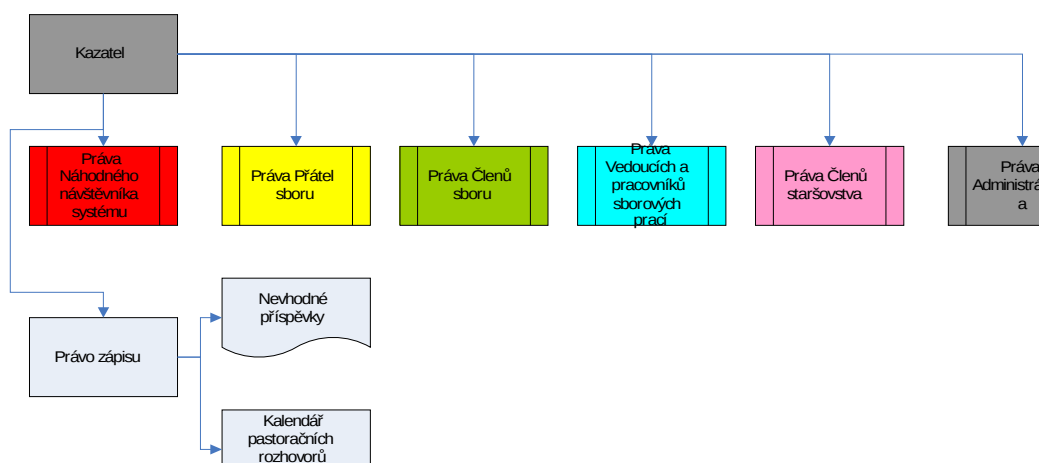 Kazatel
Práva
Náhodného
návštěvníka
systému
Práva Přátel
sboru
Práva Členů
sboru
Práva
Vedoucích a
pracovníků
sborových
prací
Práva Členů
staršovstva
Práva
Administrá
a
Nevhodné
příspěvky
Právo zápisu
Kalendář
pastoračních
rozhovorů